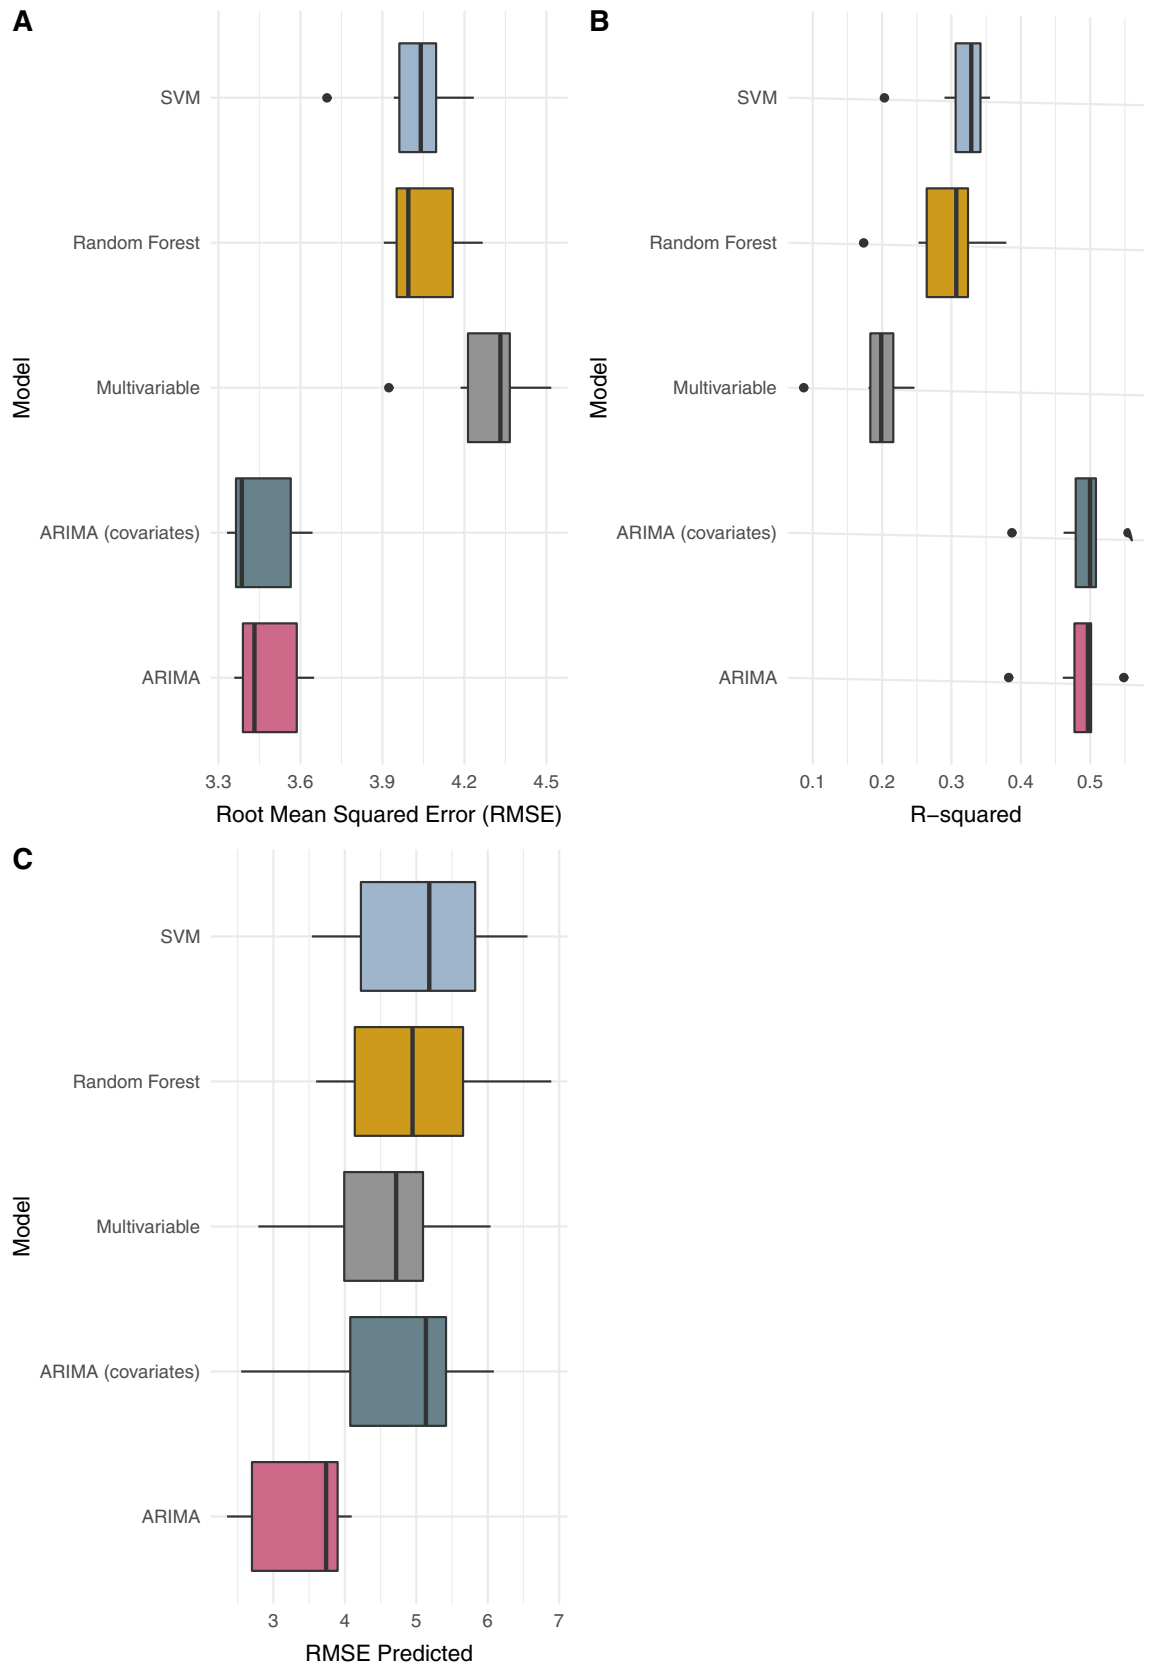 A
SVM
Random Forest
Multivariable
ARIMA (covariates)
ARIMA
Model
3.3 3.6 3.9 4.2 4.5
Root Mean Squared Error (RMSE)
B
SVM
Random Forest
Multivariable
ARIMA (covariates)
ARIMA
Model
0.1 0.2 0.3 0.4 0.5
R−squared
C
SVM
Random Forest
Multivariable
ARIMA (covariates)
ARIMA
Model
3 4 5 6 7
RMSE Predicted